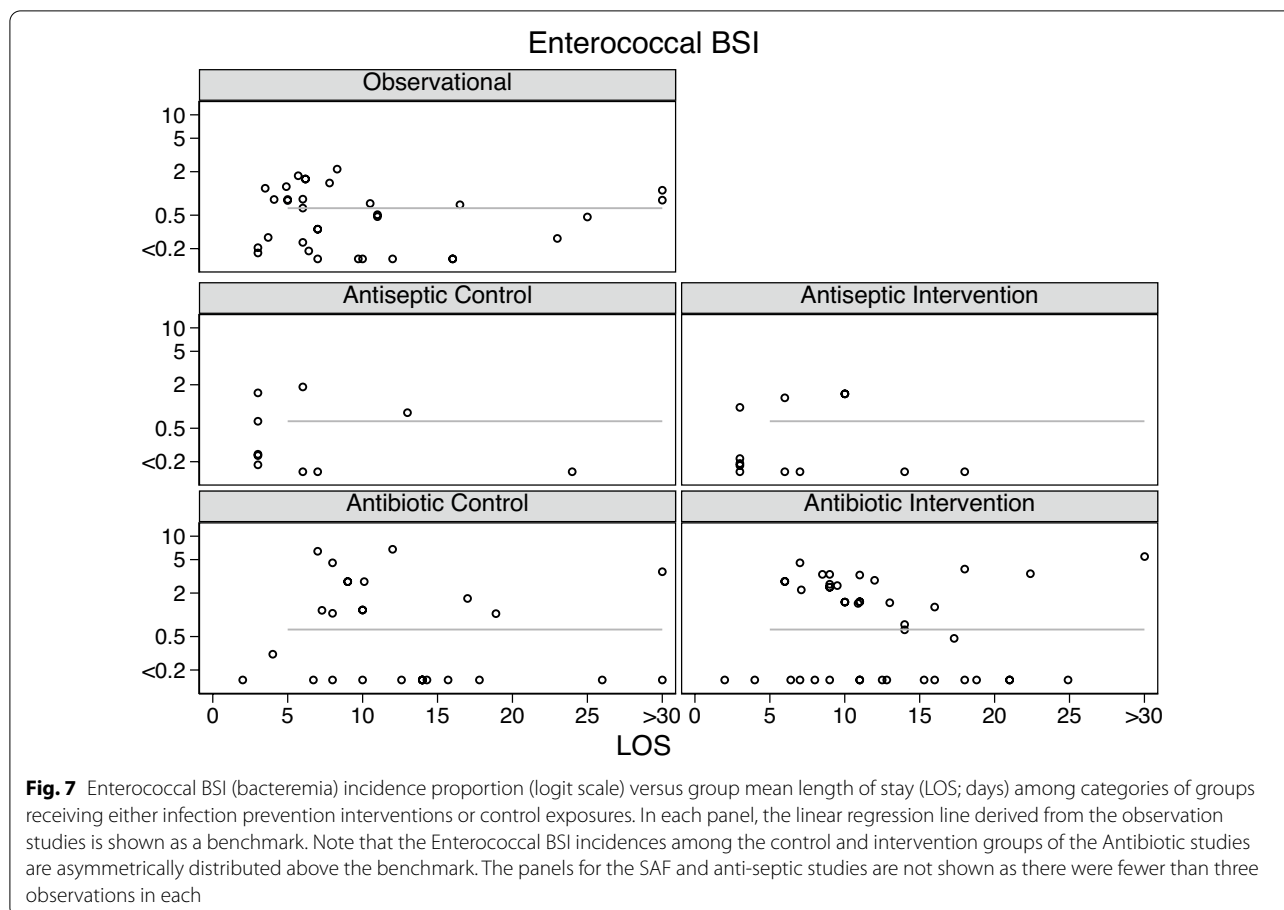 Enterococcal BSI
Observational
10
5
2
0.5
<0.2
Antiseptic Control
Antiseptic Intervention
10
5
2
0.5
<0.2
Antibiotic Control
Antibiotic Intervention
10
5
2
0.5
<0.2
0 5 10 15 20 25 >30 0 5 10 15 20 25 >30
LOS
Fig. 7 Enterococcal BSI (bacteremia) incidence proportion (logit scale) versus group mean length of stay (LOS; days) among categories of groups
receiving either infection prevention interventions or control exposures. In each panel, the linear regression line derived from the observation
studies is shown as a benchmark. Note that the Enterococcal BSI incidences among the control and intervention groups of the Antibiotic studies
are asymmetrically distributed above the benchmark. The panels for the SAF and anti-septic studies are not shown as there were fewer than three
observations in each